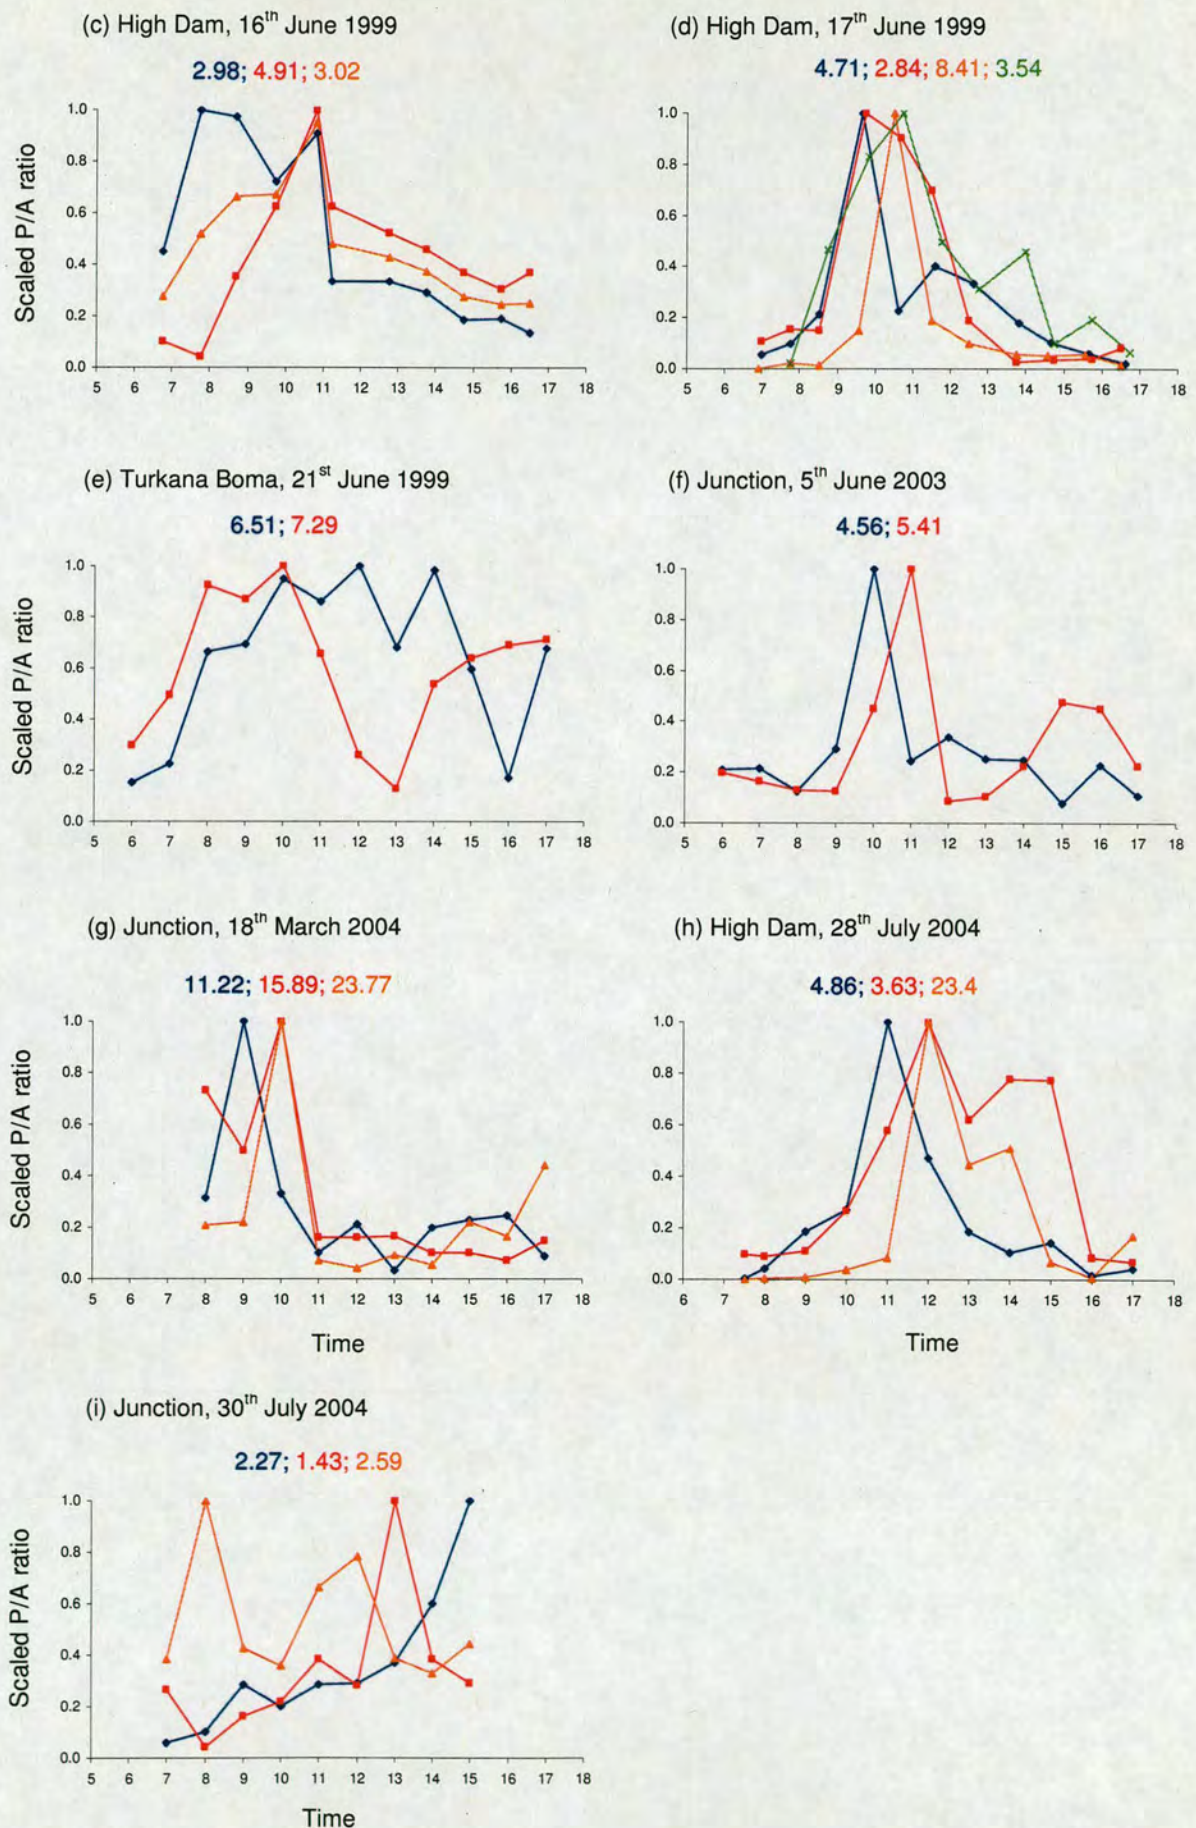 (c) High Dam, 16th June 1999
2.98; 4.91; 3.02
Scaled P/A ratio
1.0
0.8
0.6
0.4
0.2
0.0
5 6 7 8 9 10 11 12 13 14 15 16 17 18
(d) High Dam, 17th June 1999
4.71; 2.84; 8.41; 3.54
1.0
0.8
0.6
0.4
0.2
0.0
5 6 7 8 9 10 11 12 13 14 15 16 17 18
(e) Turkana Boma, 21st June 1999
6.51; 7.29
Scaled P/A ratio
1.0
0.8
0.6
0.4
0.2
0.0
5 6 7 8 9 10 11 12 13 14 15 16 17 18
(f) Junction, 5th June 2003
4.56; 5.41
1.0
0.8
0.6
0.4
0.2
0.0
5 6 7 8 9 10 11 12 13 14 15 16 17 18
(g) Junction, 18th March 2004
11.22; 15.89; 23.77
Scaled P/A ratio
1.0
0.8
0.6
0.4
0.2
0.0
5 6 7 8 9 10 11 12 13 14 15 16 17 18
Time
(h) High Dam, 28th July 2004
4.86; 3.63; 23.4
1.0
0.8
0.6
0.4
0.2
0.0
6 7 8 9 10 11 12 13 14 15 16 17 18
Time
(i) Junction, 30th July 2004
2.27; 1.43; 2.59
Scaled P/A ratio
1.0
0.8
0.6
0.4
0.2
0.0
5 6 7 8 9 10 11 12 13 14 15 16 17 18
Time